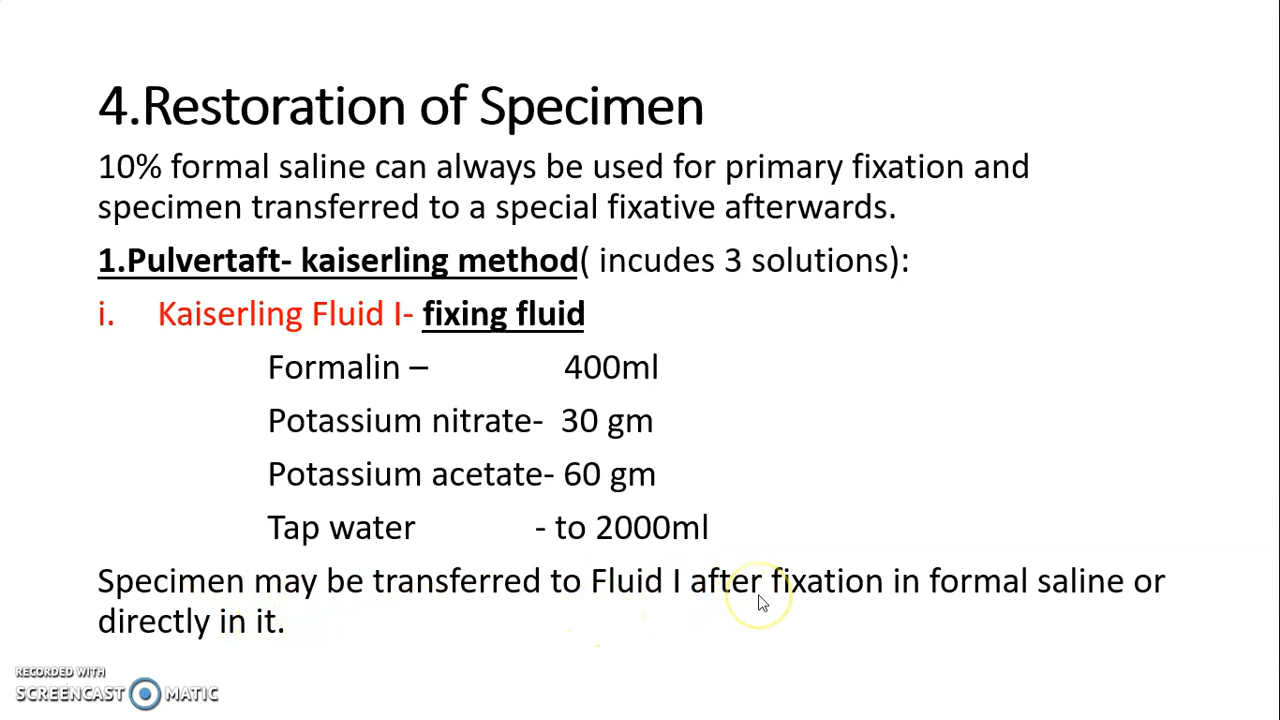 4.Restoration of Specimen
10% formal saline can always be used for primary fixation and
specimen transferred to a special fixative afterwards.
1.Pulvertaft- kaiserling method( incudes 3 solutions):
i. Kaiserling Fluid I- fixing fluid
Formalin – 400ml
Potassium nitrate- 30 gm
Potassium acetate- 60 gm
Tap water - to 2000ml
Specimen may be transferred to Fluid I after fixation in formal saline or
directly in it.
RECORDED WITH
SCREENCAST MATIC